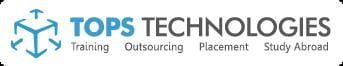 TOPS TECHNOLOGIES
Training Outsourcing Placement Study Abroad